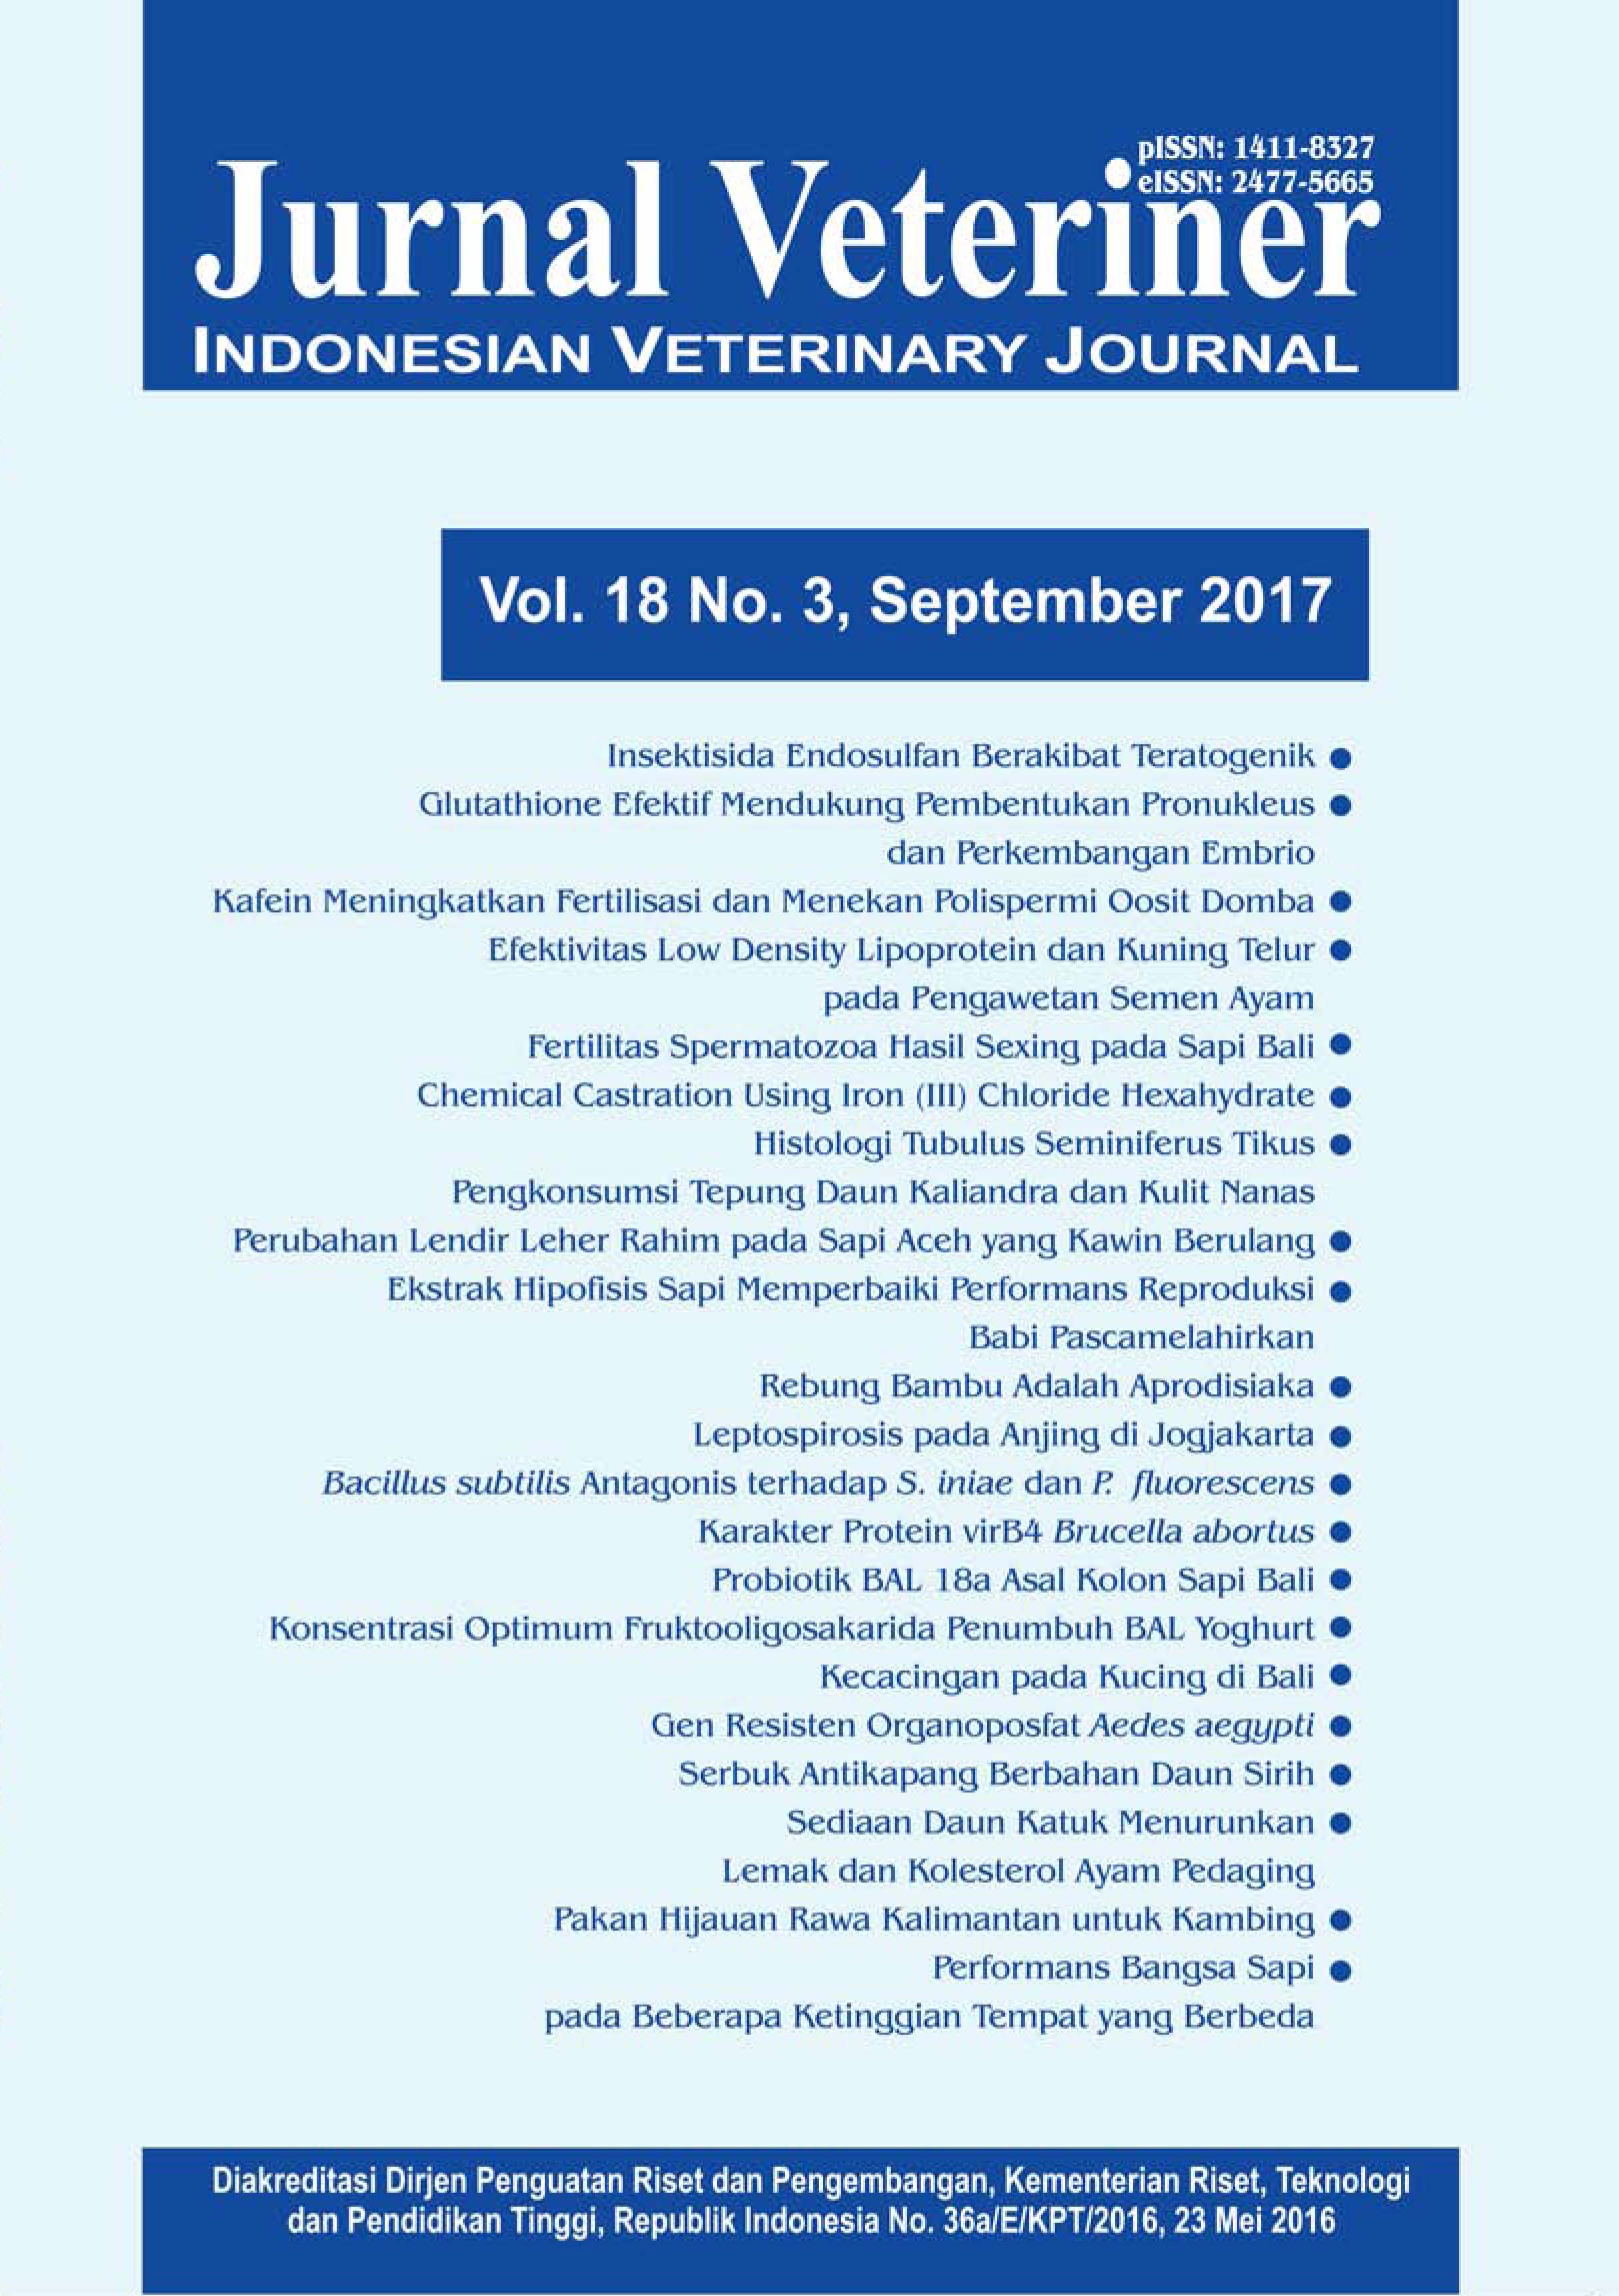 pISSN: 1411-8327
eISSN: 2477-5665
Jurnal Veteriner
INDONESIAN VETERINARY JOURNAL
Vol. 18 No. 3, September 2017
Insektisida Endosulfan Berakibat Teratogenik ●
Glutathione Efektif Mendukung Pembentukan Pronukleus ●
dan Perkembangan Embrio
Kafein Meningkatkan Fertilisasi dan Menekan Polispermi Oosit Domba ●
Efektivitas Low Density Lipoprotein dan Kuning Telur ●
pada Pengawetan Semen Ayam
Fertilitas Spermatozoa Hasil Sexing pada Sapi Bali ●
Chemical Castration Using Iron (III) Chloride Hexahydrate ●
Histologi Tubulus Seminiferus Tikus ●
Pengkonsumsi Tepung Daun Kaliandra dan Kulit Nanas
Perubahan Lendir Leher Rahim pada Sapi Aceh yang Kawin Berulang ●
Ekstrak Hipofisis Sapi Memperbaiki Performans Reproduksi ●
Babi Pascamelahirkan
Rebung Bambu Adalah Aprodisiaka ●
Leptospirosis pada Anjing di Jogjakarta ●
Bacillus subtilis Antagonis terhadap S. iniae dan P. fluorescens ●
Karakter Protein virB4 Brucella abortus ●
Probiotik BAL 18a Asal Kolon Sapi Bali ●
Konsentrasi Optimum Fruktooligosakarida Penumbuh BAL Yoghurt ●
Kecacingan pada Kucing di Bali ●
Gen Resisten Organoposfat Aedes aegypti ●
Serbuk Antikapang Berbahan Daun Sirih ●
Sediaan Daun Katuk Menurunkan ●
Lemak dan Kolesterol Ayam Pedaging
Pakan Hijauan Rawa Kalimantan untuk Kambing ●
Performans Bangsa Sapi ●
pada Beberapa Ketinggian Tempat yang Berbeda
Diakreditasi Dirjen Penguatan Riset dan Pengembangan, Kementerian Riset, Teknologi
dan Pendidikan Tinggi, Republik Indonesia No. 36a/E/KPT/2016, 23 Mei 2016